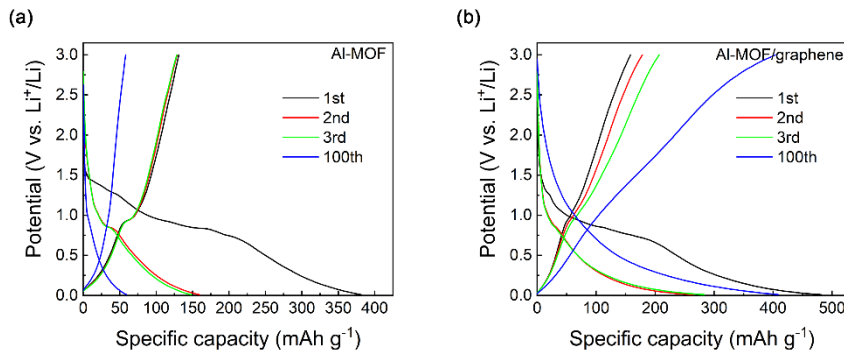 (a)
Al-MOF
1st
2nd
3rd
100th
3.0
2.5
2.0
1.5
1.0
0.5
0.0
Potential (V vs. Li⁺/Li)
0 50 100 150 200 250 300 350 400
Specific capacity (mAh g⁻¹)
(b)
Al-MOF/graphene
1st
2nd
3rd
100th
3.0
2.5
2.0
1.5
1.0
0.5
0.0
Potential (V vs. Li⁺/Li)
0 100 200 300 400 500
Specific capacity (mAh g⁻¹)